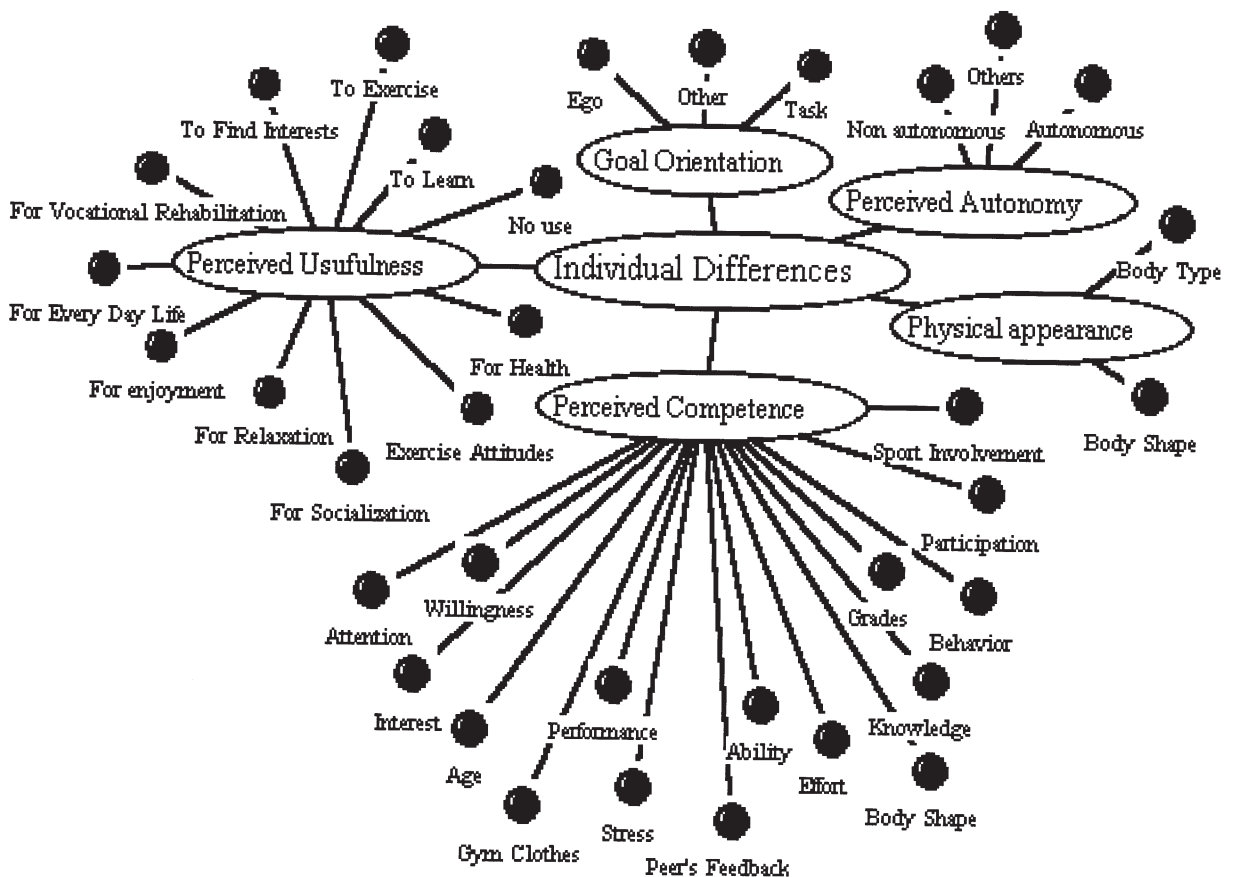 To Exercise
Ego
Other
Task
Others
To Find Interests
Non autonomous
Autonomous
To Learn
Goal Orientation
Perceived Autonomy
For Vocational Rehabilitation
No use
Perceived Usufulness
Individual Differences
Body Type
For Every Day Life
Physical appearance
For Health
For enjoyment
Perceived Competence
For Relaxation
Exercise Attitudes
Sport Involvement
Body Shape
For Socialization
Participation
Attention
Willingness
Grades
Behavior
Interest
Performance
Knowledge
Age
Ability
Effort
Body Shape
Gym Clothes
Stress
Peer's Feedback